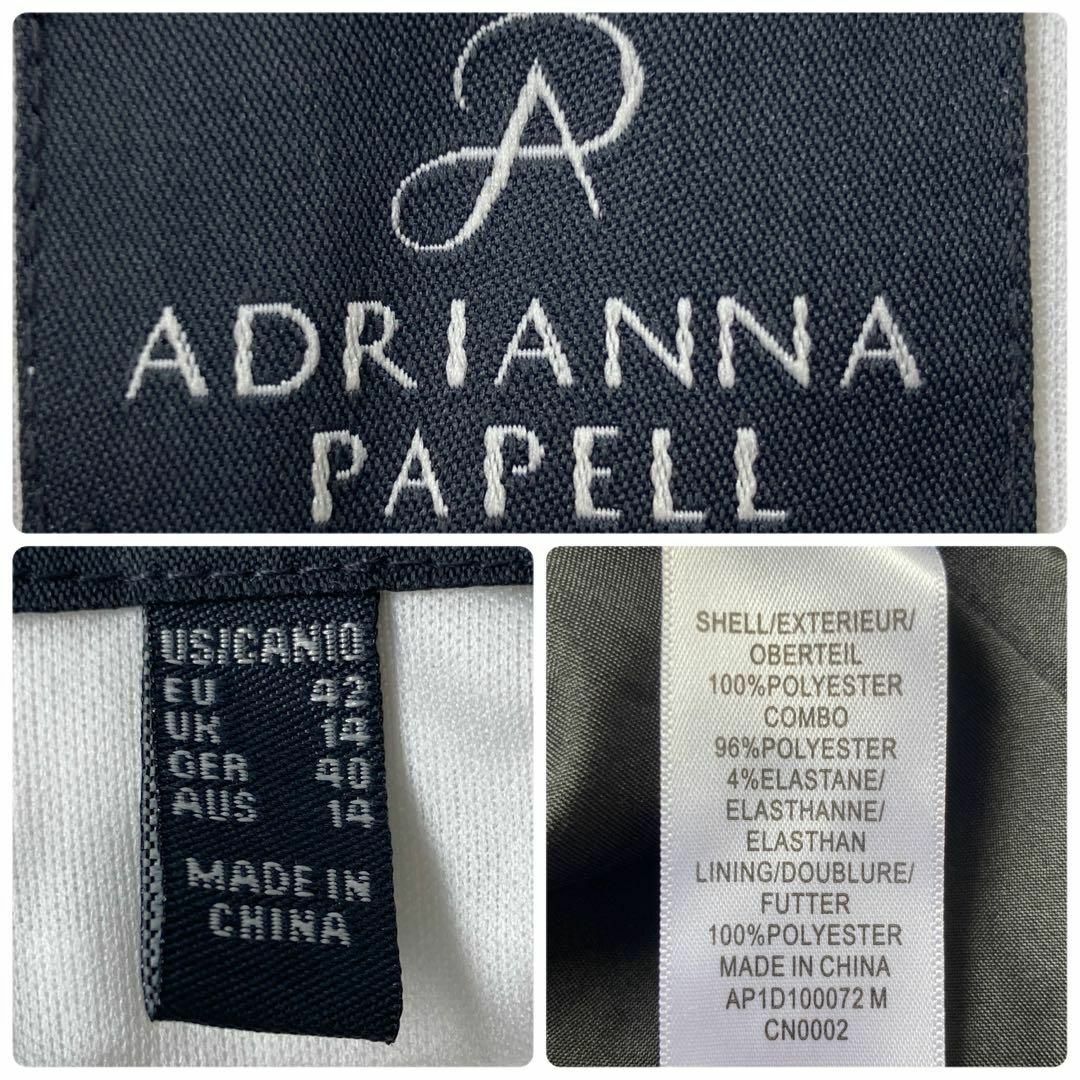 ADRIANNA
PAPELL
US/CAN10
EU 42
UK 14
GER 40
AUS 14
MADE IN
CHINA
SHELL/EXTERIEUR/
OBERTEIL
100%POLYESTER
COMBO
96%POLYESTER
4%ELASTANE/
ELASTHANNE/
ELASTHAN
LINING/DOUBLURE/
FUTTER
100%POLYESTER
MADE IN CHINA
AP1D100072 M
CN0002